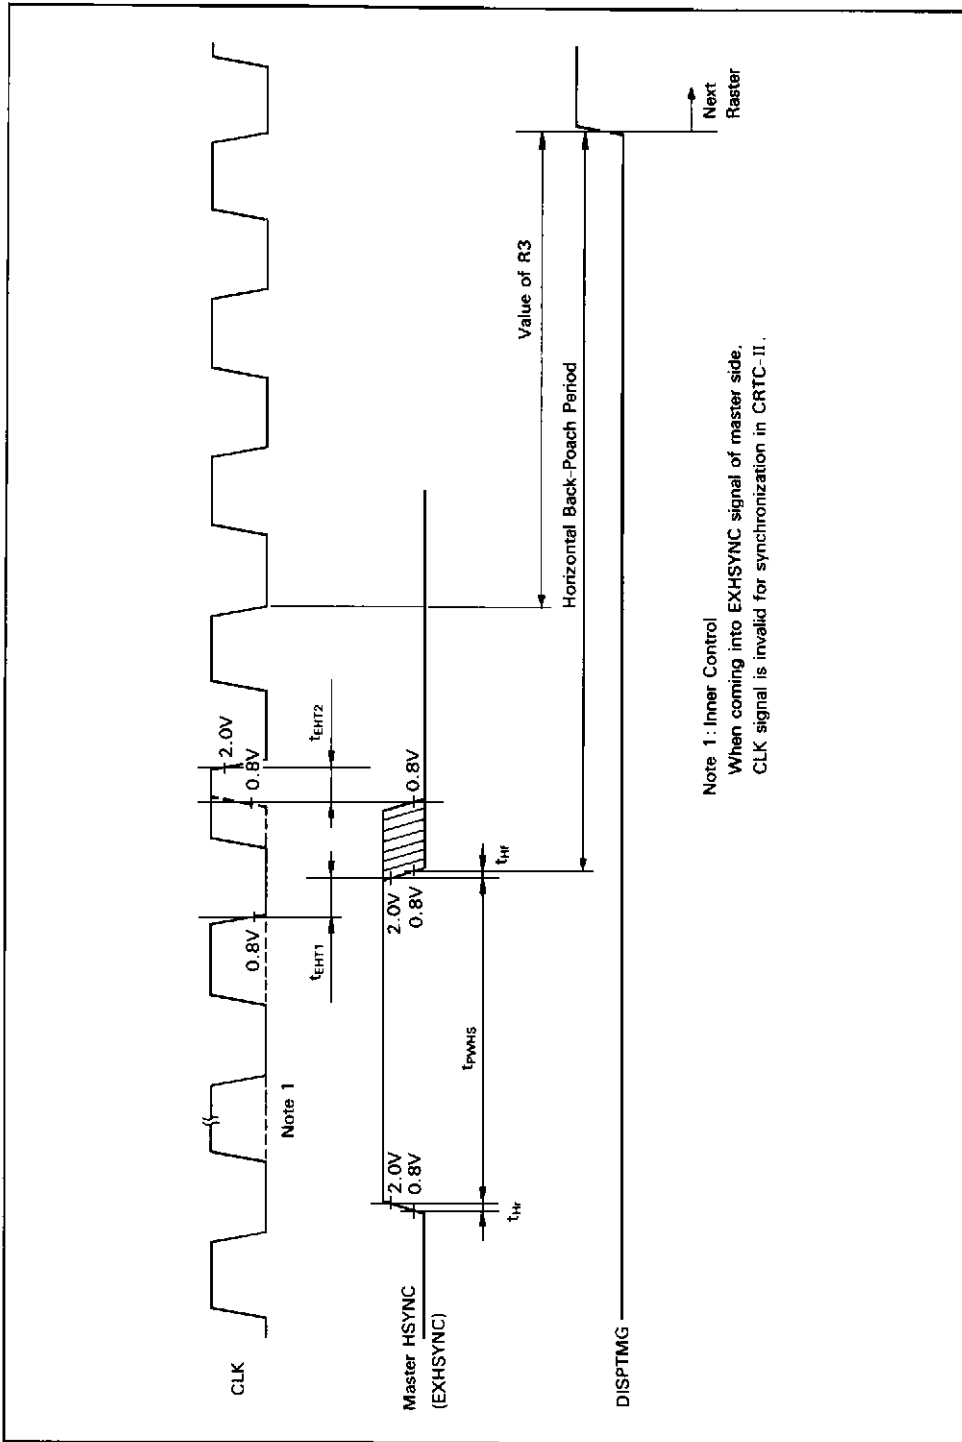 CLK
Note 1
0.8V
tEHT1
0.8V
2.0V
tEHT2
Master HSYNC
(EXHSYNC)
2.0V
0.8V
tHr
tPWHS
2.0V
0.8V
tHf
0.8V
Value of R3
Horizontal Back-Poach Period
DISPTMG
Next
Raster
Note 1: Inner Control
When coming into EXHSYNC signal of master side,
CLK signal is invalid for synchronization in CRTC-II.